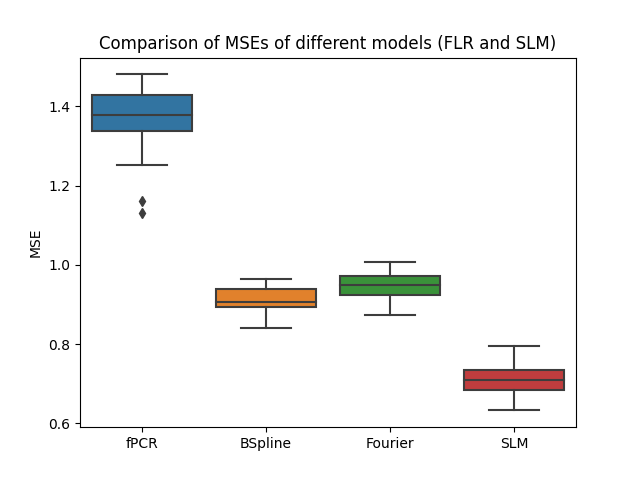 Comparison of MSEs of different models (FLR and SLM)
MSE
1.4
1.2
1.0
0.8
0.6
fPCR BSpline Fourier SLM